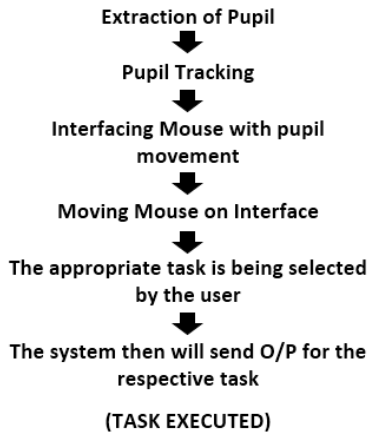 Extraction of Pupil
Pupil Tracking
Interfacing Mouse with pupil
movement
Moving Mouse on Interface
The appropriate task is being selected
by the user
The system then will send O/P for the
respective task
(TASK EXECUTED)